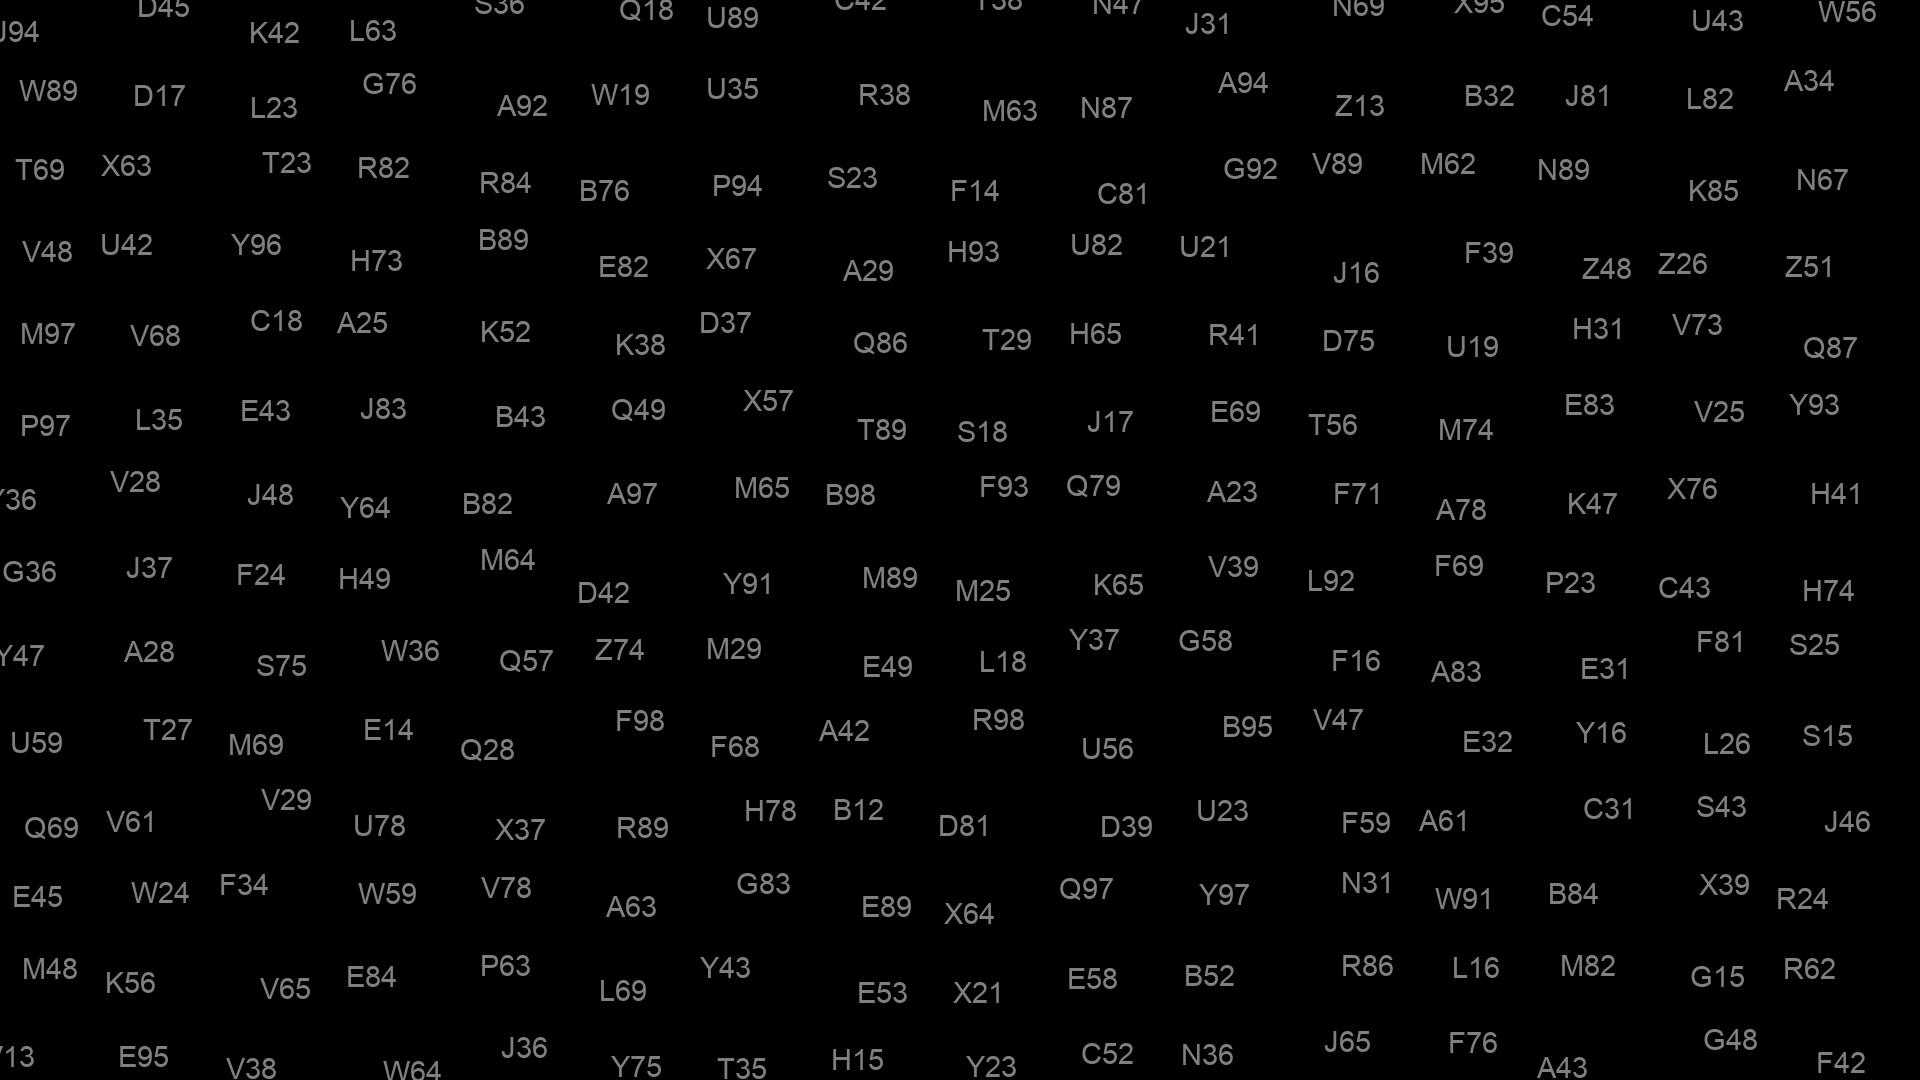 J94 D45 K42 L63 S36 Q18 U89 C42 N47 J31 N69 X95 C54 U43 W56
W89 D17 L23 G76 A92 W19 U35 R38 M63 N87 A94 Z13 B32 J81 L82 A34
T69 X63 T23 R82 R84 B76 P94 S23 F14 C81 G92 V89 M62 N89 K85 N67
V48 U42 Y96 H73 B89 E82 X67 A29 H93 U82 U21 J16 F39 Z48 Z26 Z51
M97 V68 C18 A25 K52 K38 D37 Q86 T29 H65 R41 D75 U19 H31 V73 Q87
P97 L35 E43 J83 B43 Q49 X57 T89 S18 J17 E69 T56 M74 E83 V25 Y93
Y36 V28 J48 Y64 B82 A97 M65 B98 F93 Q79 A23 F71 A78 K47 X76 H41
G36 J37 F24 H49 M64 D42 Y91 M89 M25 K65 V39 L92 F69 P23 C43 H74
Y47 A28 S75 W36 Q57 Z74 M29 E49 L18 Y37 G58 F16 A83 E31 F81 S25
U59 T27 M69 E14 Q28 F98 F68 A42 R98 U56 B95 V47 E32 Y16 L26 S15
Q69 V61 V29 U78 X37 R89 H78 B12 D81 D39 U23 F59 A61 C31 S43 J46
E45 W24 F34 W59 V78 A63 G83 E89 X64 Q97 Y97 N31 W91 B84 X39 R24
M48 K56 V65 E84 P63 L69 Y43 E53 X21 E58 B52 R86 L16 M82 G15 R62
E95 V38 W64 J36 Y75 T35 H15 Y23 C52 N36 J65 F76 A43 G48 F42